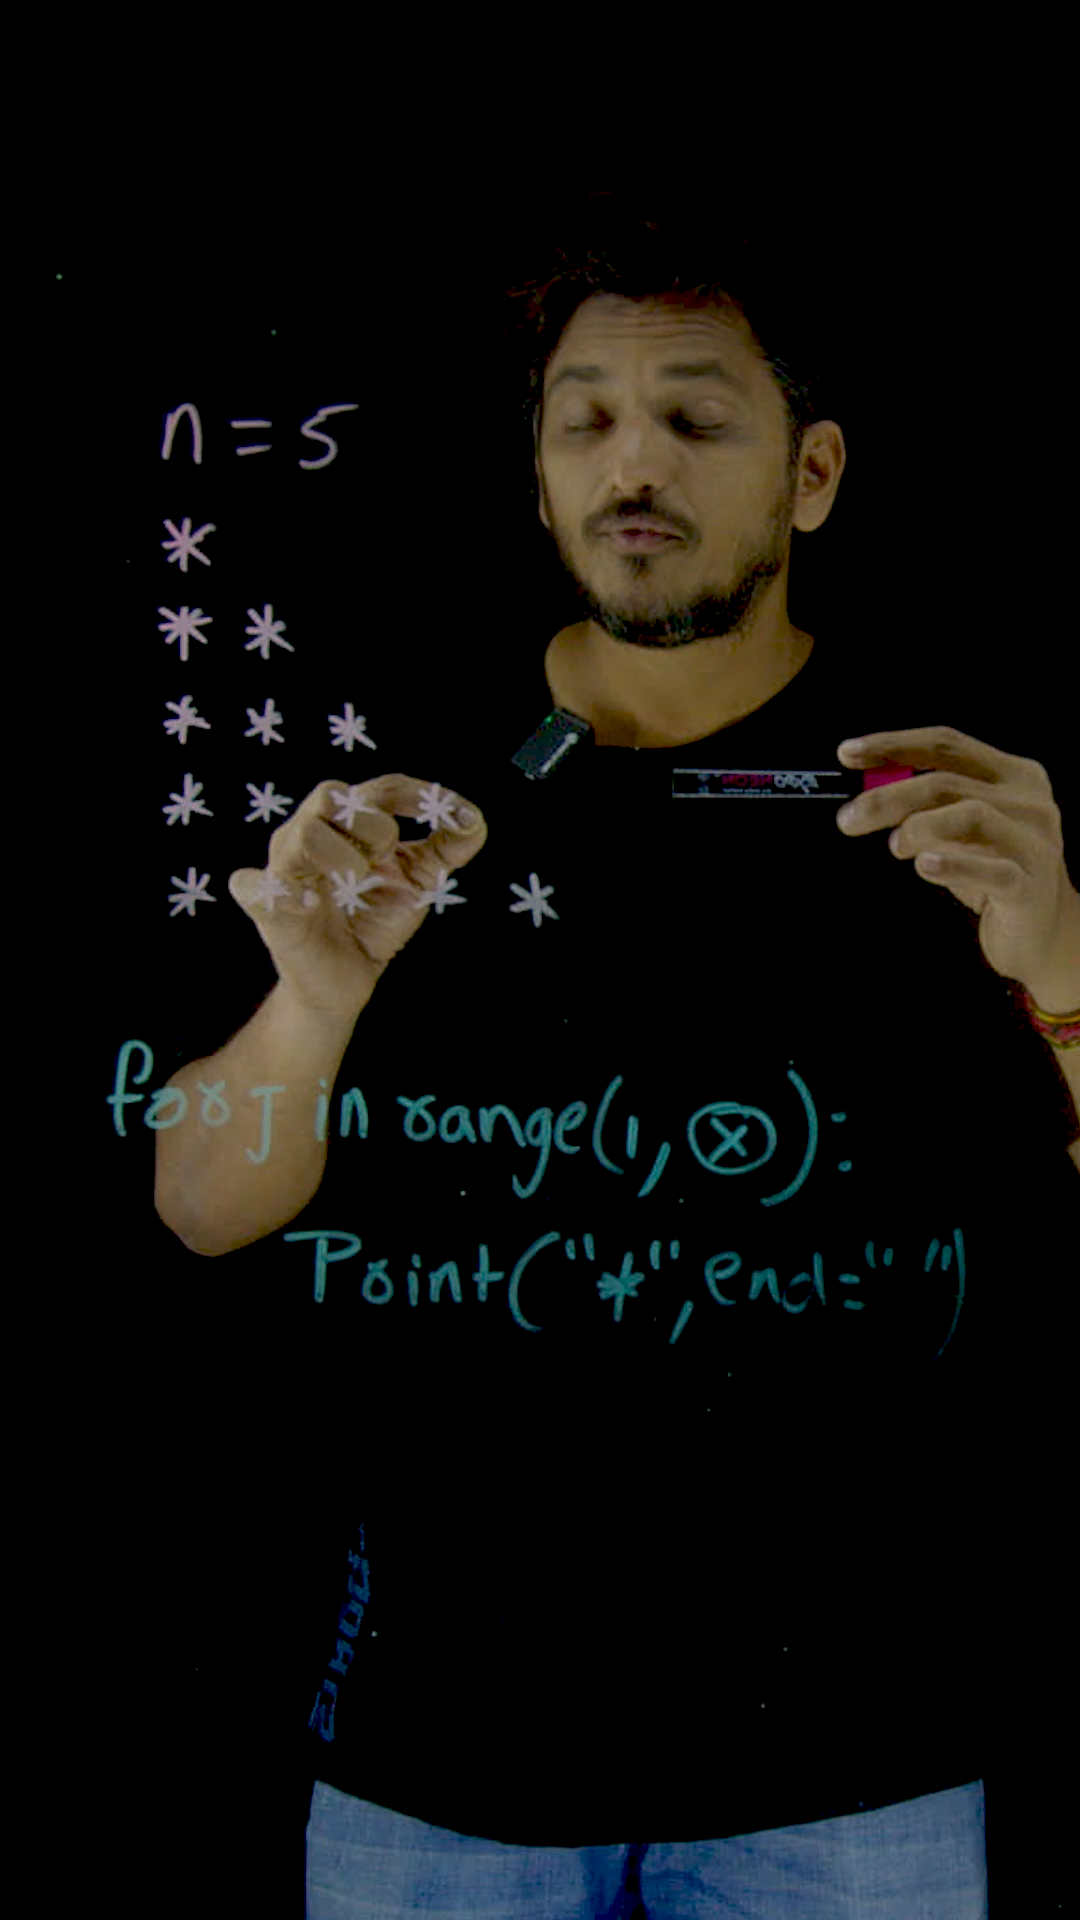 n = 5
*
* *
* * *
* * * *
* * * * *
for J in range(1, x):
Print("*", end=" ")